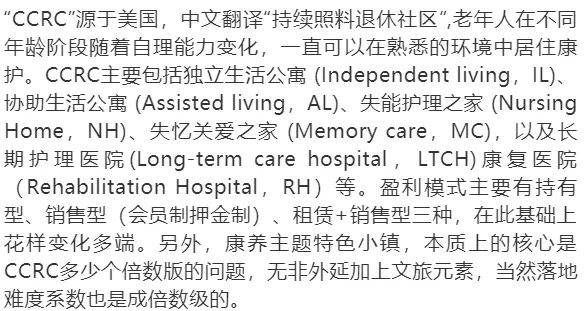 “CCRC”源于美国，中文翻译“持续照料退休社区”,老年人在不同
年龄阶段随着自理能力变化，一直可以在熟悉的环境中居住康
护。CCRC主要包括独立生活公寓 (Independent living，IL)、
协助生活公寓 (Assisted living，AL)、失能护理之家 (Nursing
Home，NH)、失忆关爱之家 (Memory care，MC)，以及长
期护理医院(Long-term care hospital，LTCH)康复医院
（Rehabilitation Hospital，RH）等。盈利模式主要有持有
型、销售型（会员制押金制）、租赁+销售型三种，在此基础上
花样变化多端。另外，康养主题特色小镇，本质上的核心是
CCRC多少个倍数版的问题，无非外延加上文旅元素，当然落地
难度系数也是成倍数级的。